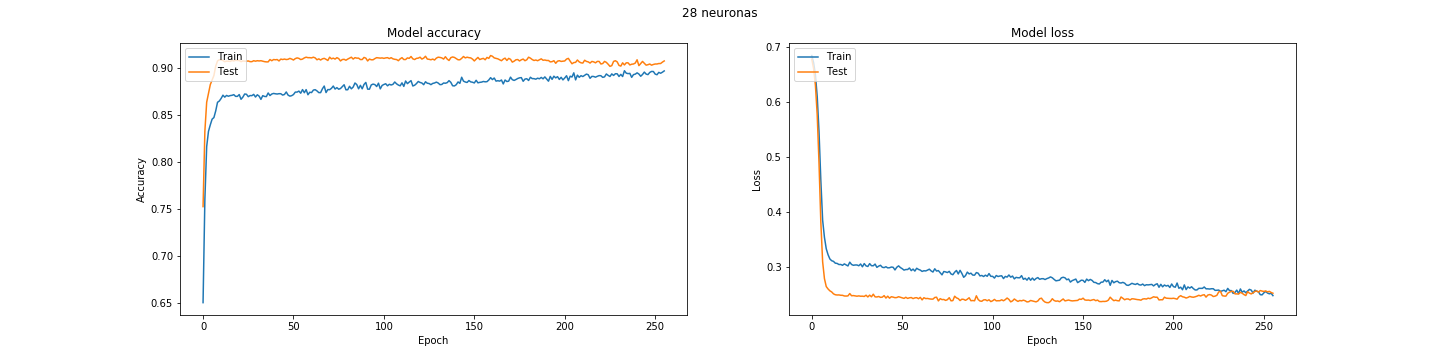 28 neuronas
Model accuracy
Train
Test
0.90
0.85
0.80
0.75
0.70
0.65
Accuracy
0 50 100 150 200 250
Epoch
Model loss
Train
Test
0.7
0.6
0.5
0.4
0.3
Loss
0 50 100 150 200 250
Epoch